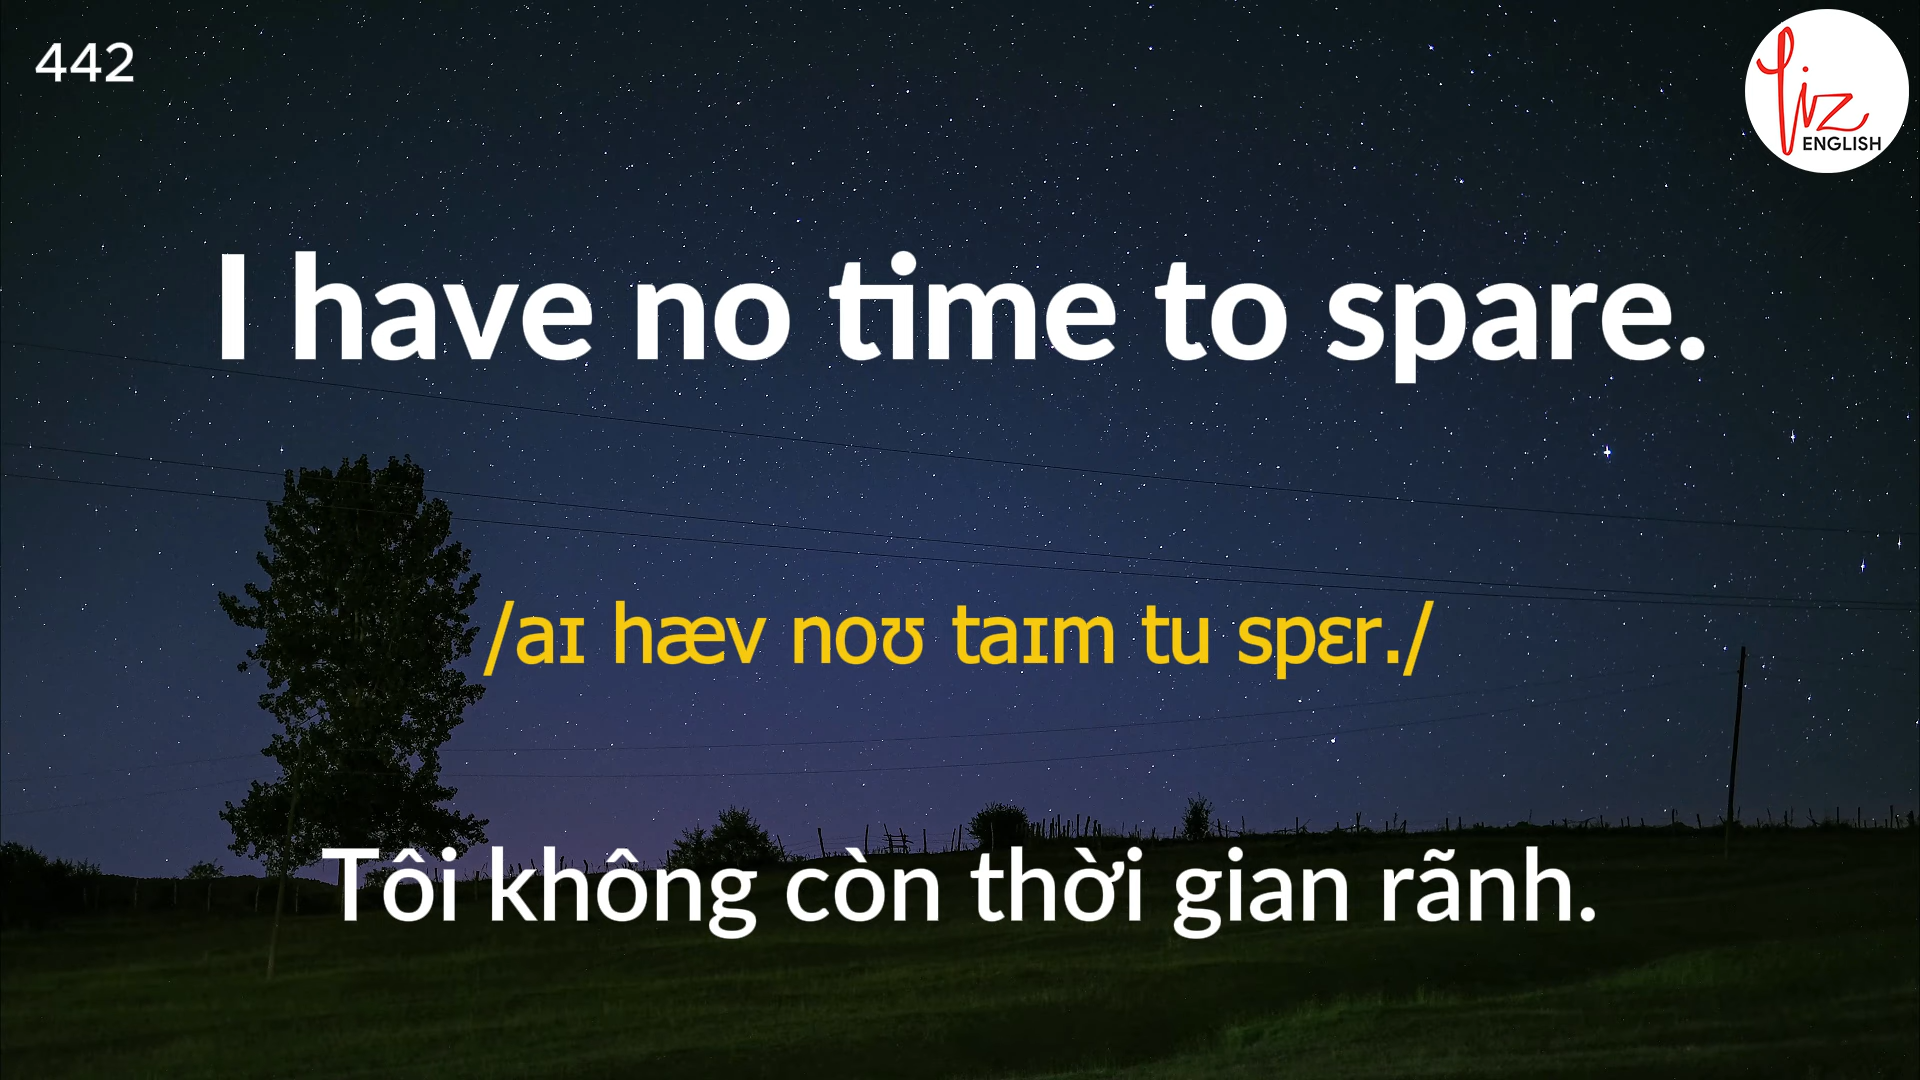 442
Liz
ENGLISH
I have no time to spare.
/aɪ hæv noʊ taɪm tu spɛr./
Tôi không còn thời gian rãnh.